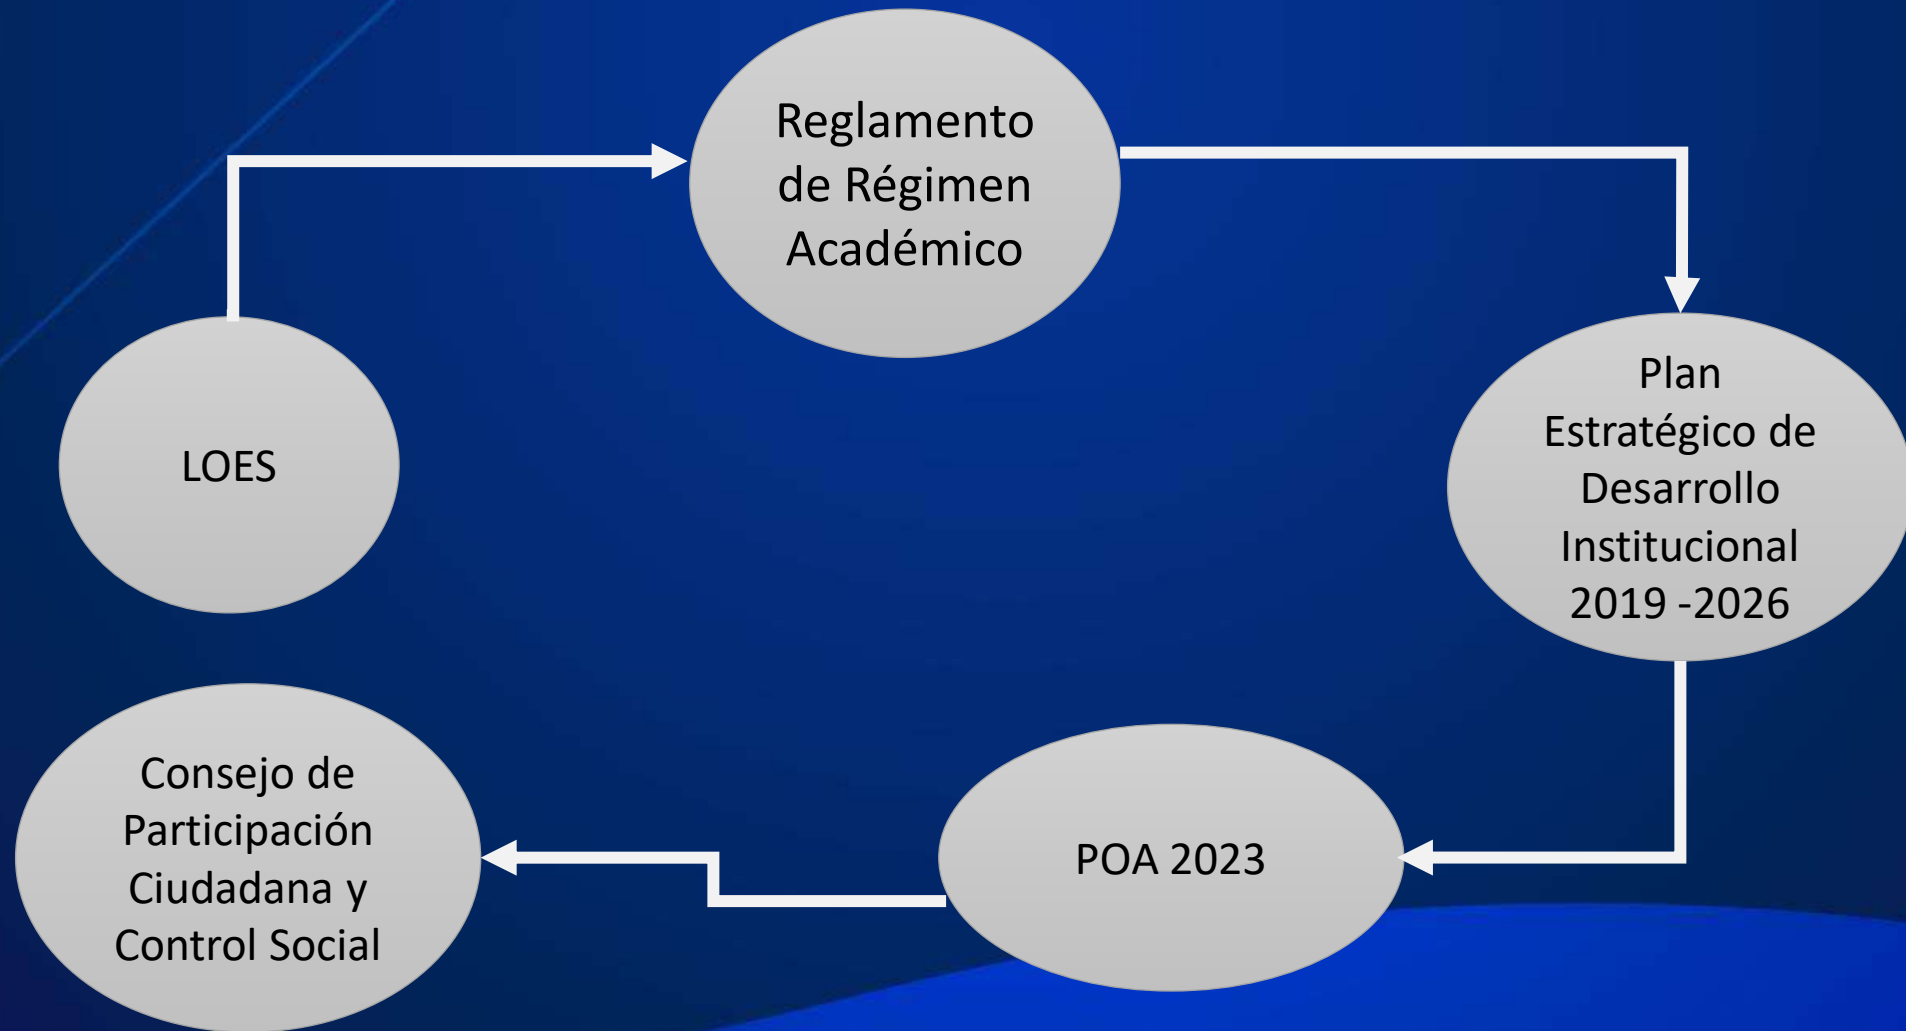 LOES
Reglamento
de Régimen
Académico
Plan
Estratégico de
Desarrollo
Institucional
2019 -2026
POA 2023
Consejo de
Participación
Ciudadana y
Control Social